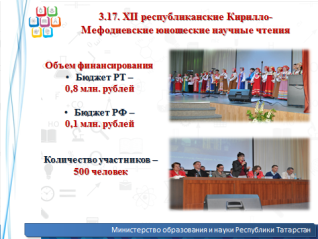 3.17. XII республиканские Кирилло-
Мефодиевские юношеские научные чтения
Объем финансирования
• Бюджет РТ –
0,8 млн. рублей
• Бюджет РФ –
0,1 млн. рублей
Количество участников –
500 человек
Министерство образования и науки Республики Татарстан